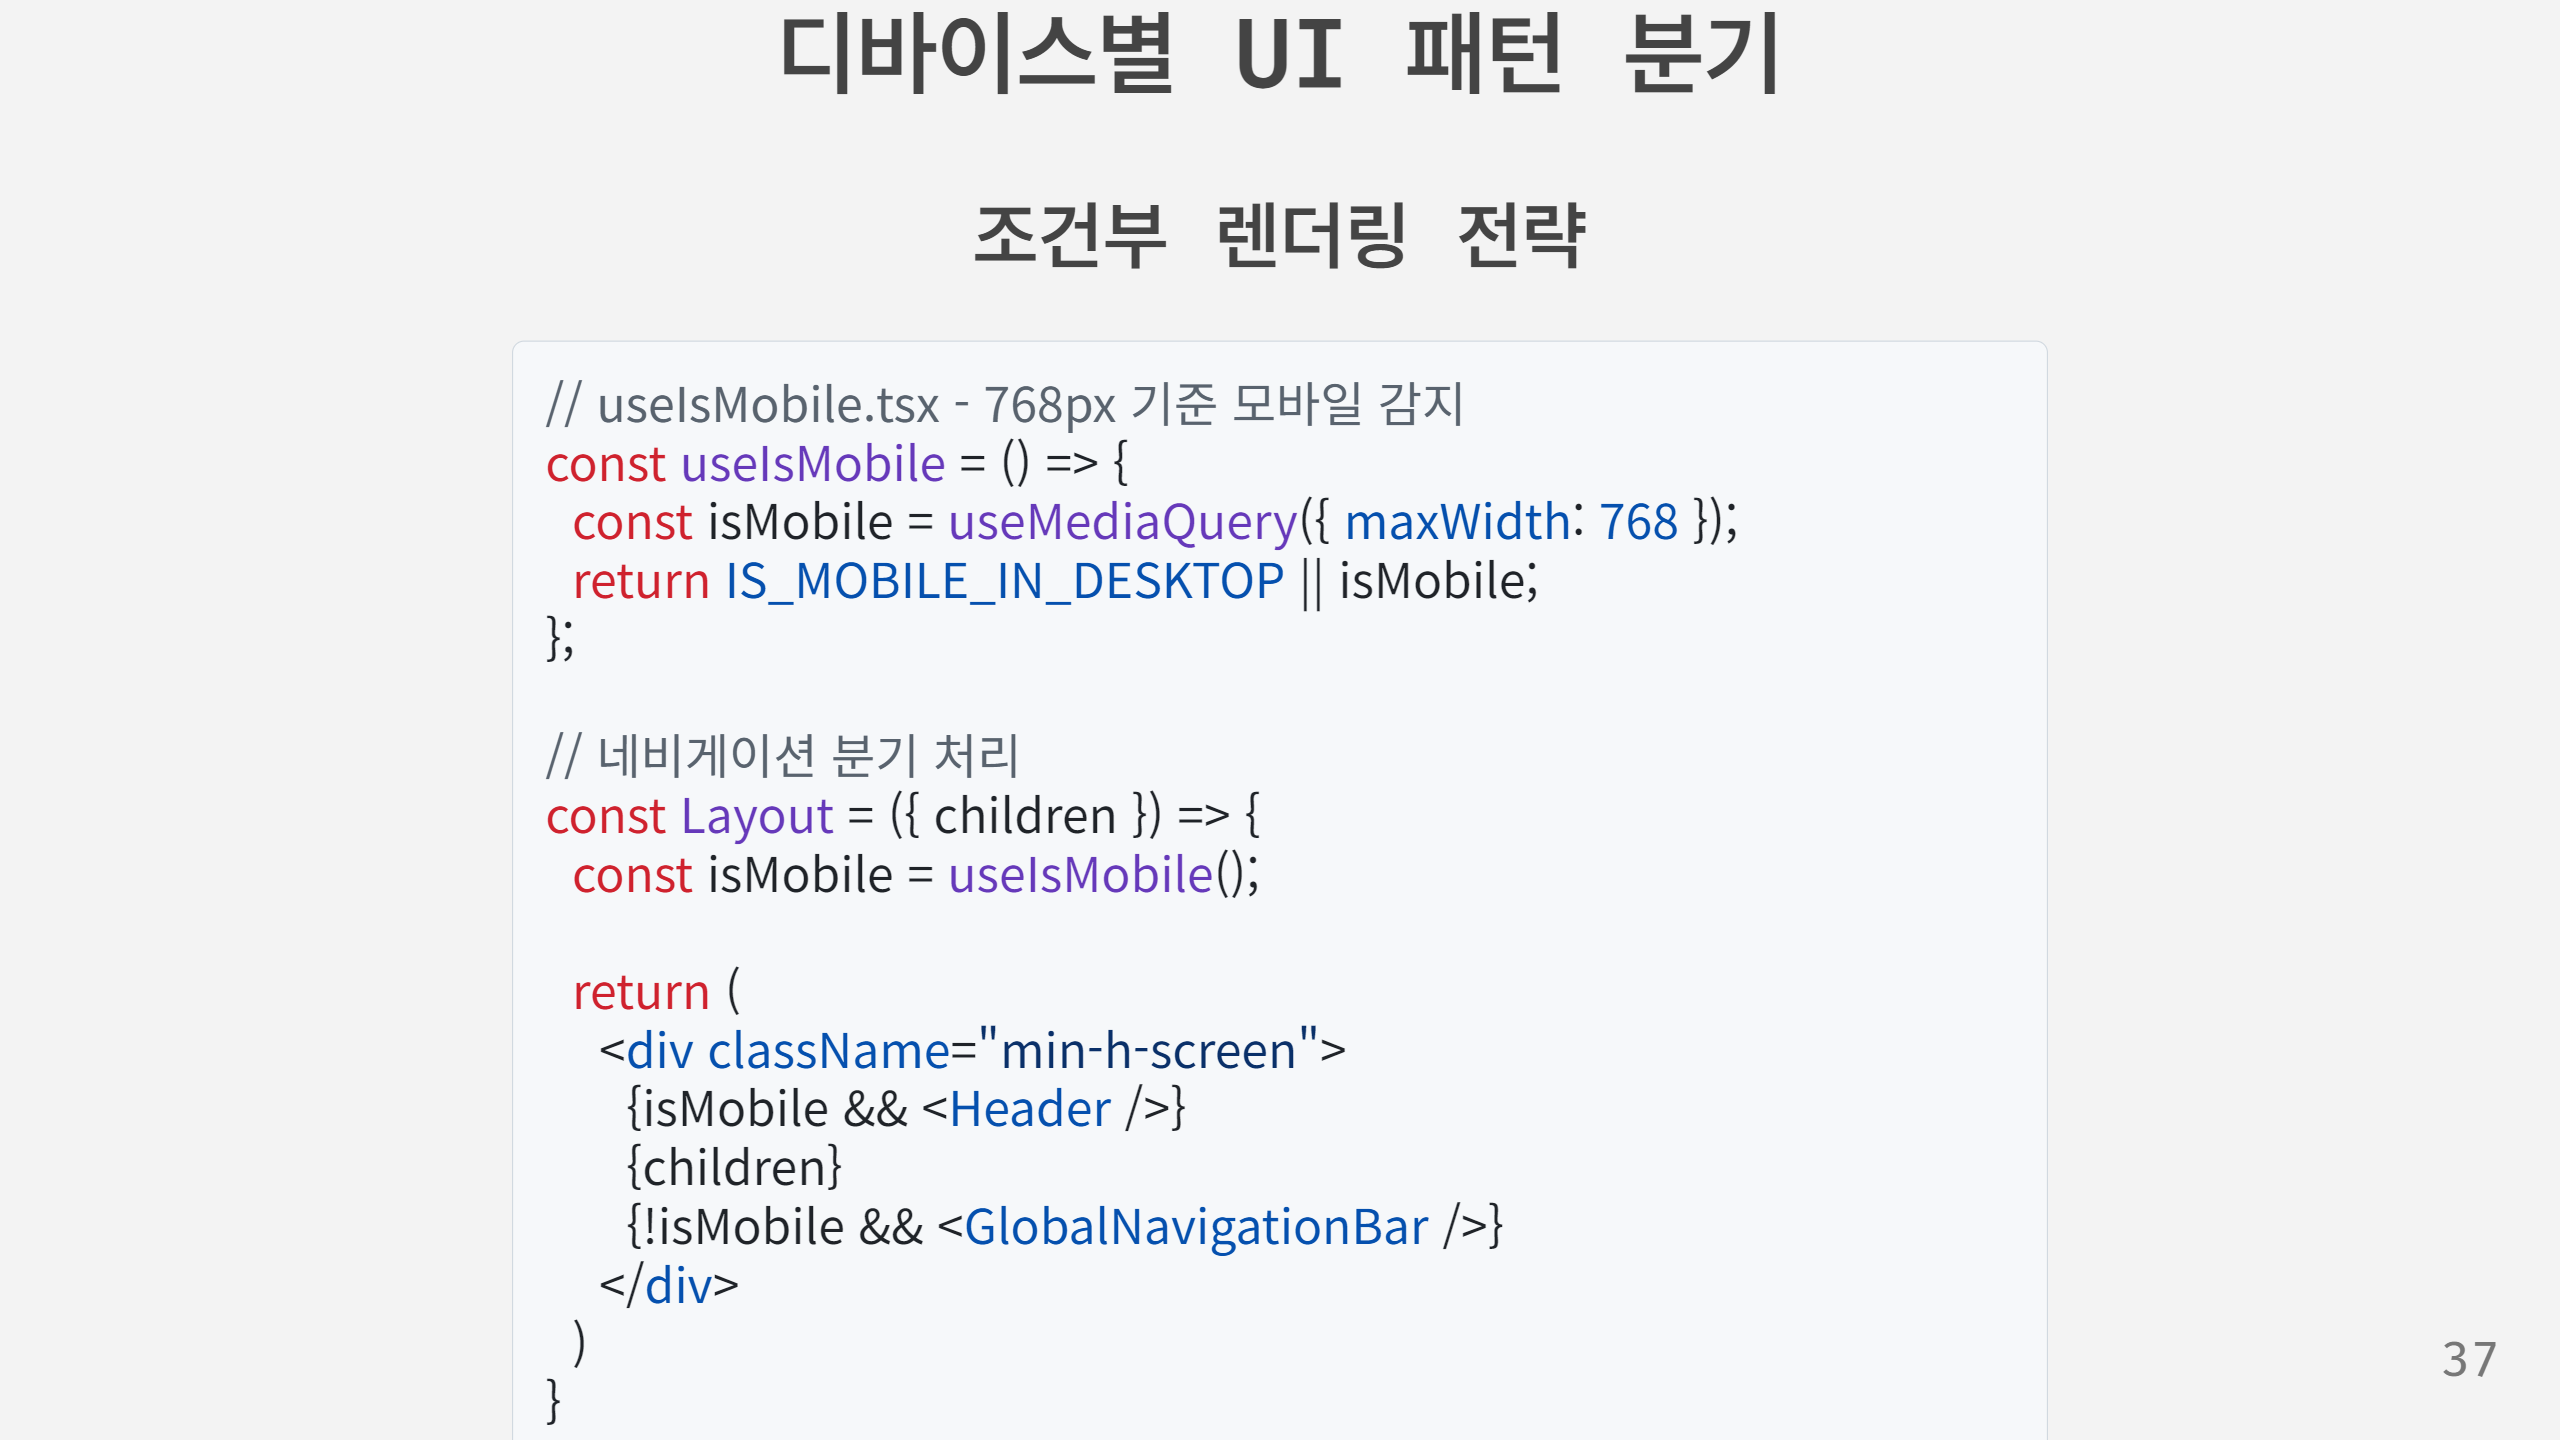 디바이스별 UI 패턴 분기
조건부 렌더링 전략
// useIsMobile.tsx - 768px 기준 모바일 감지
const useIsMobile = () => {
  const isMobile = useMediaQuery({ maxWidth: 768 });
  return IS_MOBILE_IN_DESKTOP || isMobile;
};

// 네비게이션 분기 처리
const Layout = ({ children }) => {
  const isMobile = useIsMobile();

  return (
    <div className="min-h-screen">
      {isMobile && <Header />}
      {children}
      {!isMobile && <GlobalNavigationBar />}
    </div>
  )
}
37